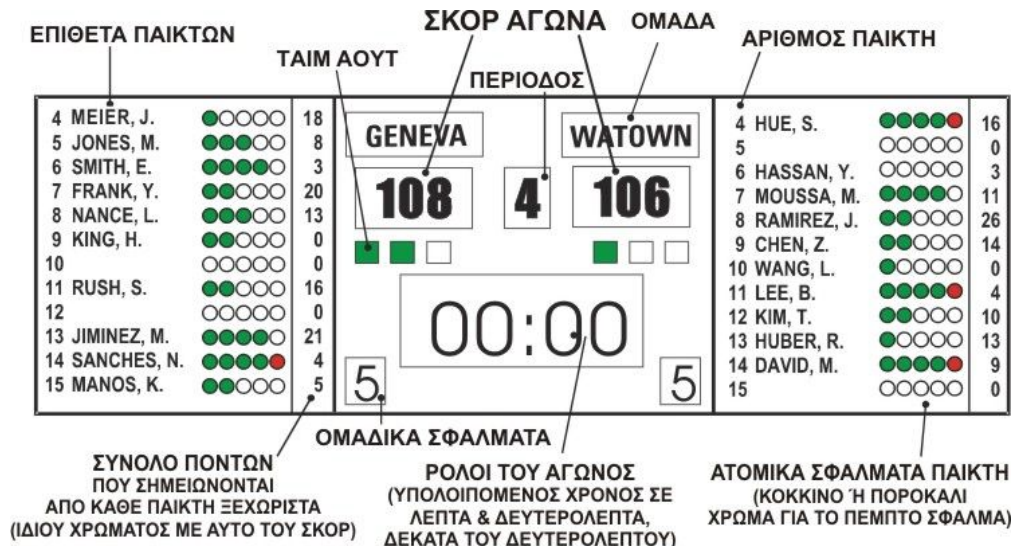 ΕΠΙΘΕΤΑ ΠΑΙΚΤΩΝ
ΤΑΙΜ ΑΟΥΤ
ΣΚΟΡ ΑΓΩΝΑ
ΟΜΑΔΑ
ΠΕΡΙΟΔΟΣ
ΑΡΙΘΜΟΣ ΠΑΙΚΤΗ
4 MEIER, J. 18
5 JONES, M. 8
6 SMITH, E. 3
7 FRANK, Y. 20
8 NANCE, L. 13
9 KING, H. 0
10 0
11 RUSH, S. 16
12 0
13 JIMINEZ, M. 21
14 SANCHES, N. 4
15 MANOS, K. 5
GENEVA WATOWN
108 4 106
00:00
5 5
4 HUE, S. 16
5 0
6 HASSAN, Y. 3
7 MOUSSA, M. 11
8 RAMIREZ, J. 26
9 CHEN, Z. 14
10 WANG, L. 0
11 LEE, B. 4
12 KIM, T. 10
13 HUBER, R. 13
14 DAVID, M. 9
15 0
ΣΥΝΟΛΟ ΠΟΝΤΩΝ
ΠΟΥ ΣΗΜΕΙΩΝΟΝΤΑΙ
ΑΠΟ ΚΑΘΕ ΠΑΙΚΤΗ ΞΕΧΩΡΙΣΤΑ
(ΙΔΙΟΥ ΧΡΩΜΑΤΟΣ ΜΕ ΑΥΤΟ ΤΟΥ ΣΚΟΡ)
ΟΜΑΔΙΚΑ ΣΦΑΛΜΑΤΑ
ΡΟΛΟΙ ΤΟΥ ΑΓΩΝΟΣ
(ΥΠΟΛΟΙΠΟΜΕΝΟΣ ΧΡΟΝΟΣ ΣΕ
ΛΕΠΤΑ & ΔΕΥΤΕΡΟΛΕΠΤΑ,
ΔΕΚΑΤΑ ΤΟΥ ΔΕΥΤΕΡΟΛΕΠΤΟΥ)
ΑΤΟΜΙΚΑ ΣΦΑΛΜΑΤΑ ΠΑΙΚΤΗ
(ΚΟΚΚΙΝΟ Ή ΠΟΡΟΚΑΛΙ
ΧΡΩΜΑ ΓΙΑ ΤΟ ΠΕΜΠΤΟ ΣΦΑΛΜΑ)